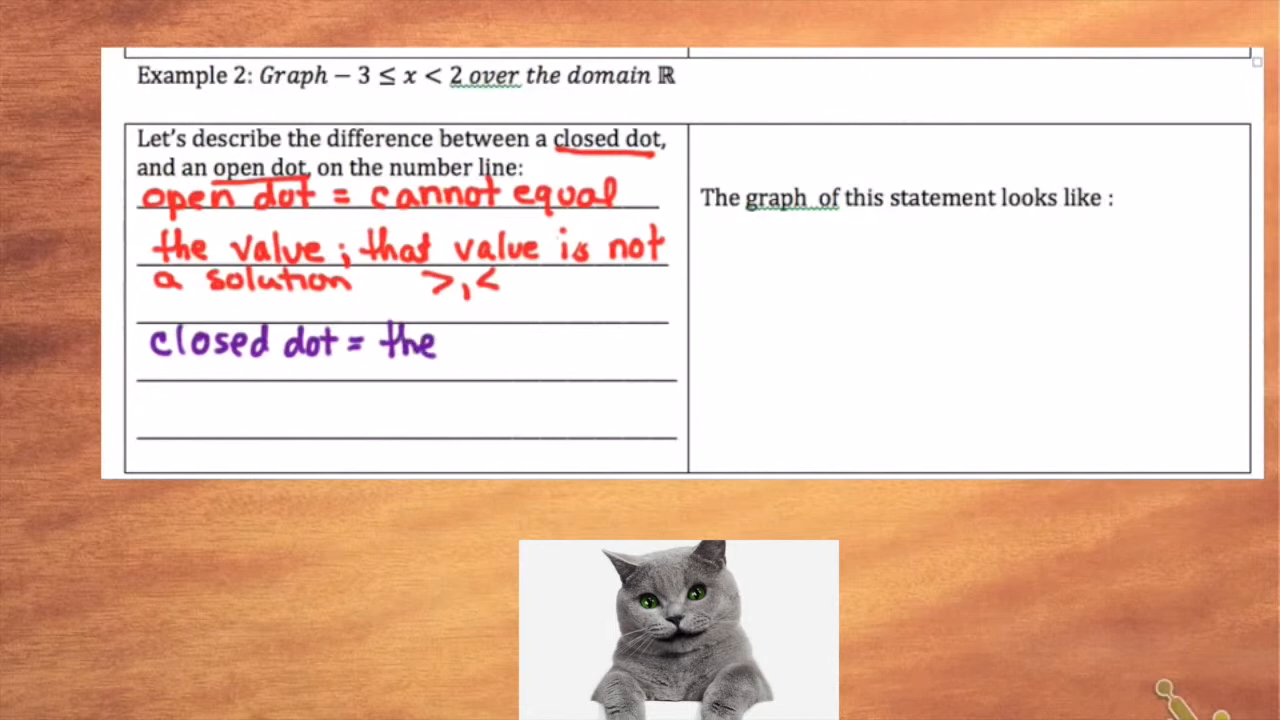 Example 2: Graph − 3 ≤ x < 2 over the domain ℝ
Let's describe the difference between a closed dot,
and an open dot, on the number line:
open dot = cannot equal
the value; that value is not
a solution >, <
closed dot = the
The graph of this statement looks like :